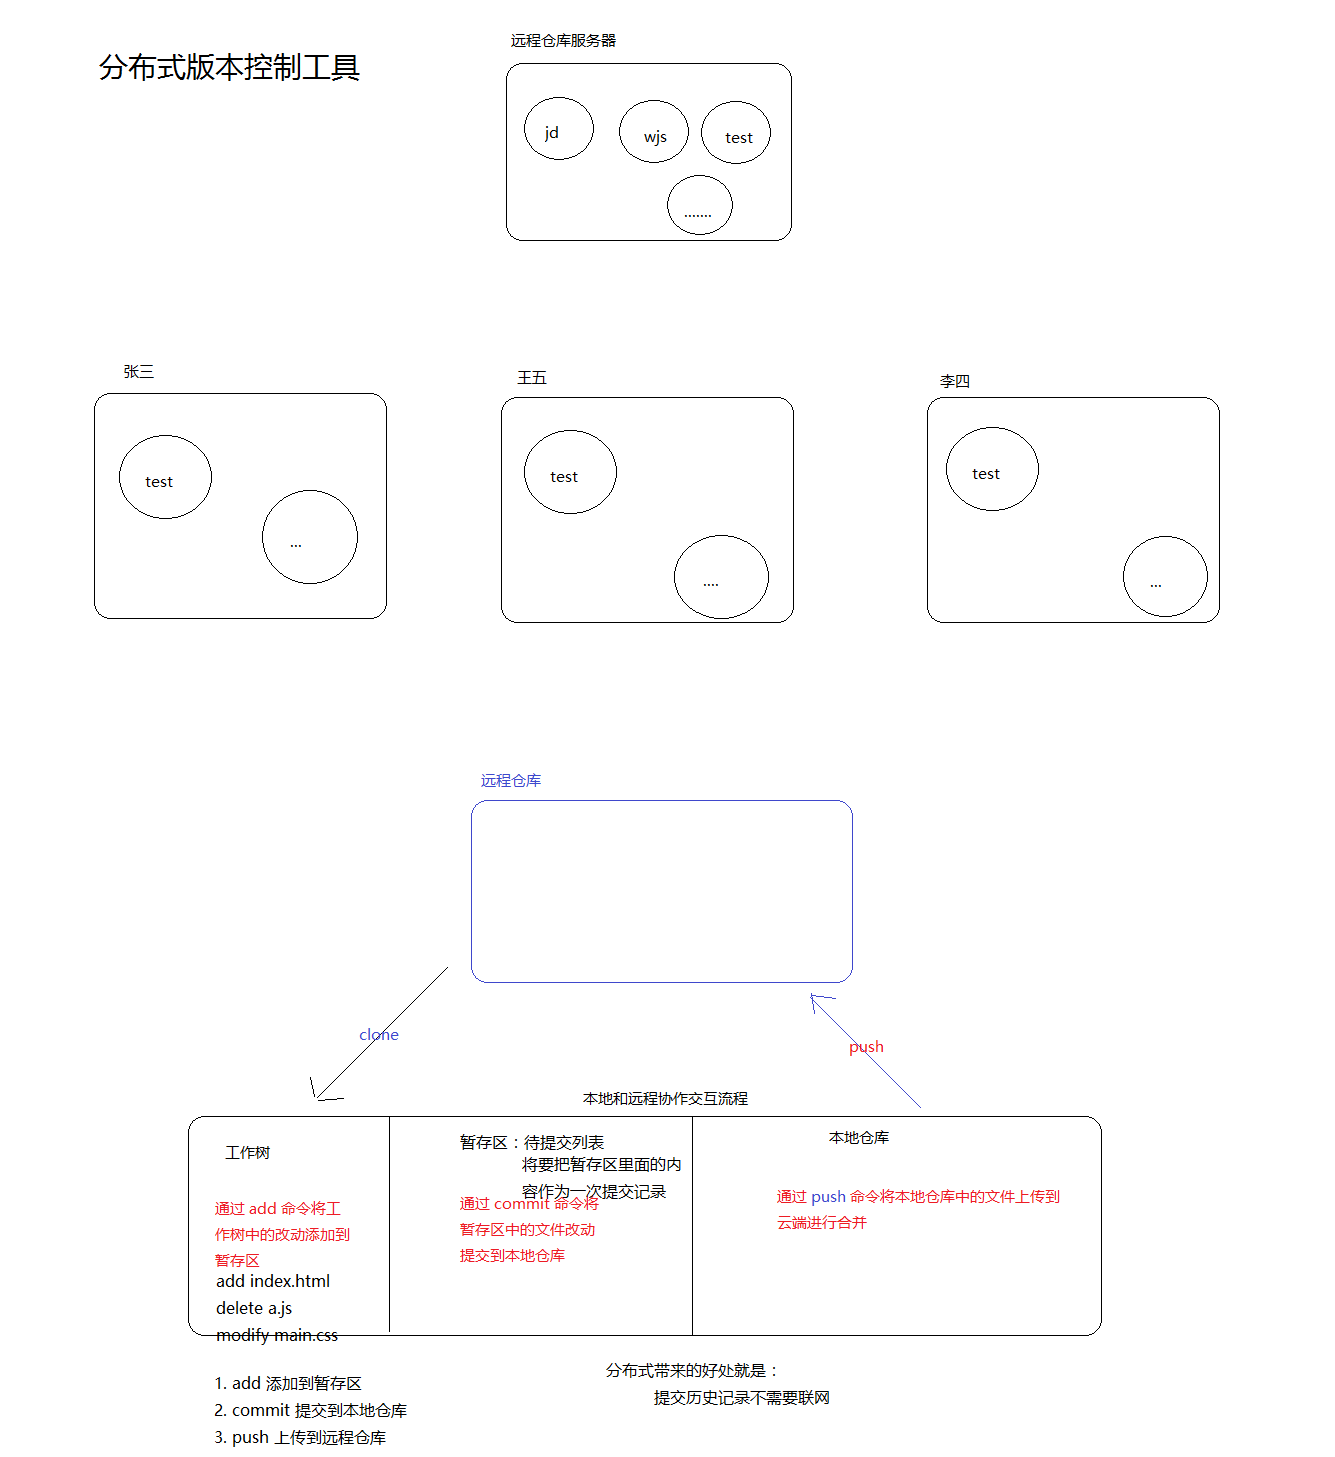 分布式版本控制工具
远程仓库服务器
jd
wjs
test
.......
张三
王五
李四
test
...
test
....
test
...
远程仓库
clone
push
本地和远程协作交互流程
工作树
通过 add 命令将工
作树中的改动添加到
暂存区
add index.html
delete a.js
modify main.css
暂存区：待提交列表
将要把暂存区里面的内
容作为一次提交记录
通过 commit 命令将
暂存区中的文件改动
提交到本地仓库
本地仓库
通过 push 命令将本地仓库中的文件上传到
云端进行合并
1. add 添加到暂存区
2. commit 提交到本地仓库
3. push 上传到远程仓库
分布式带来的好处就是：
提交历史记录不需要联网